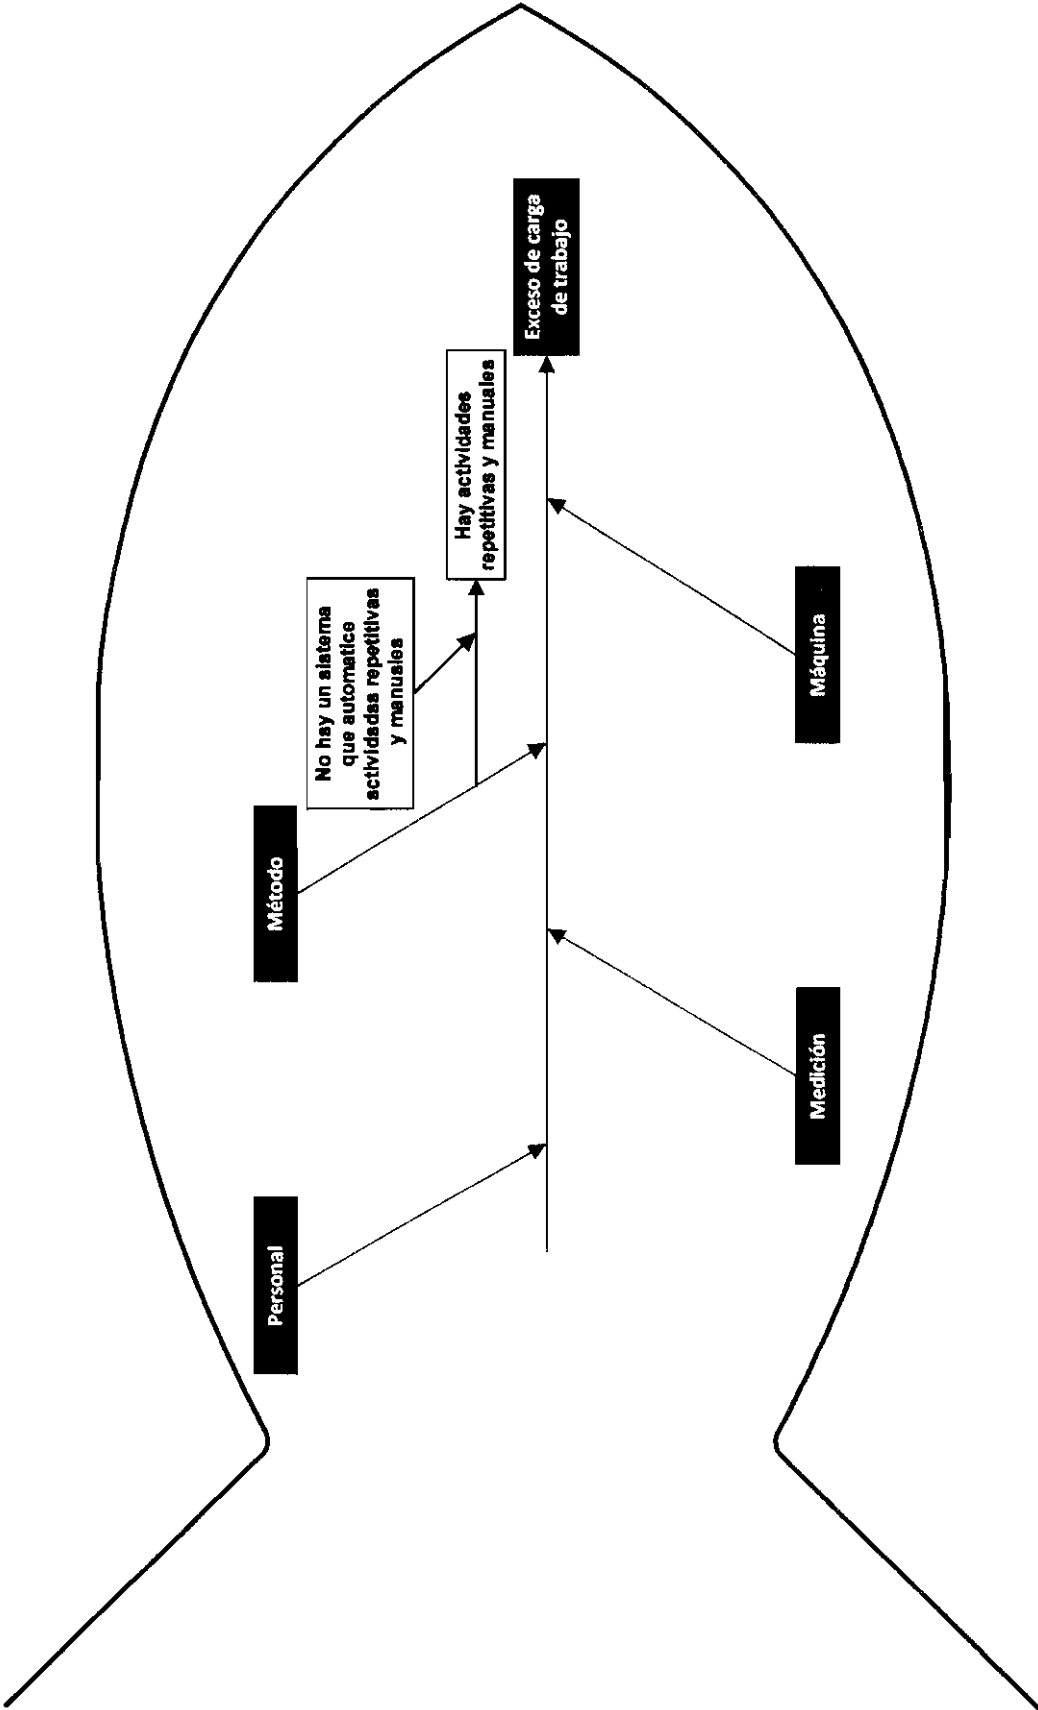 Personal
Método
No hay un sistema
que automatice
actividadas repetitivas
y manuales
Hay actividades
repetitivas y manuales
Exceso de carga
de trabajo
Medición
Máquina